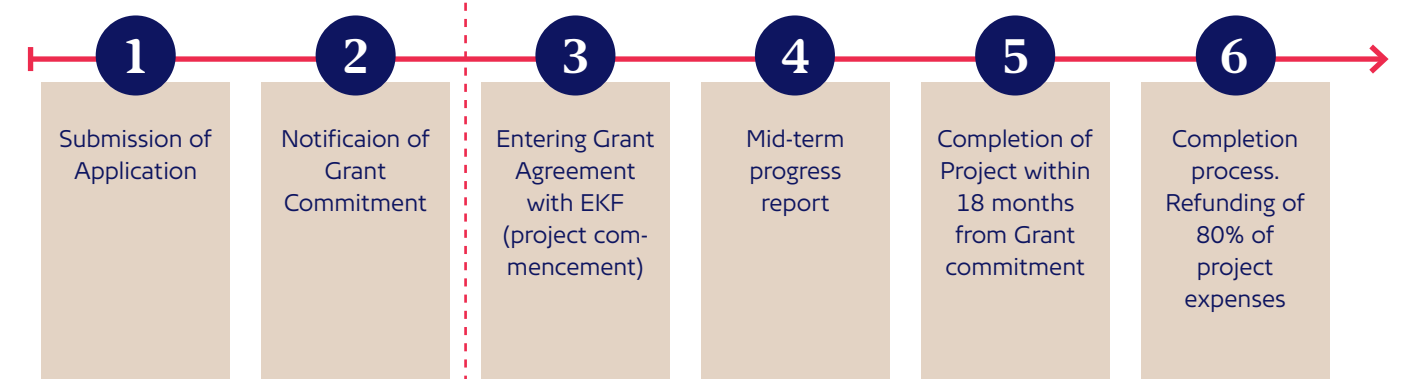 1
Submission of
Application
2
Notificaion of
Grant
Commitment
3
Entering Grant
Agreement
with EKF
(project com-
mencement)
4
Mid-term
progress
report
5
Completion of
Project within
18 months
from Grant
commitment
6
Completion
process.
Refunding of
80% of
project
expenses